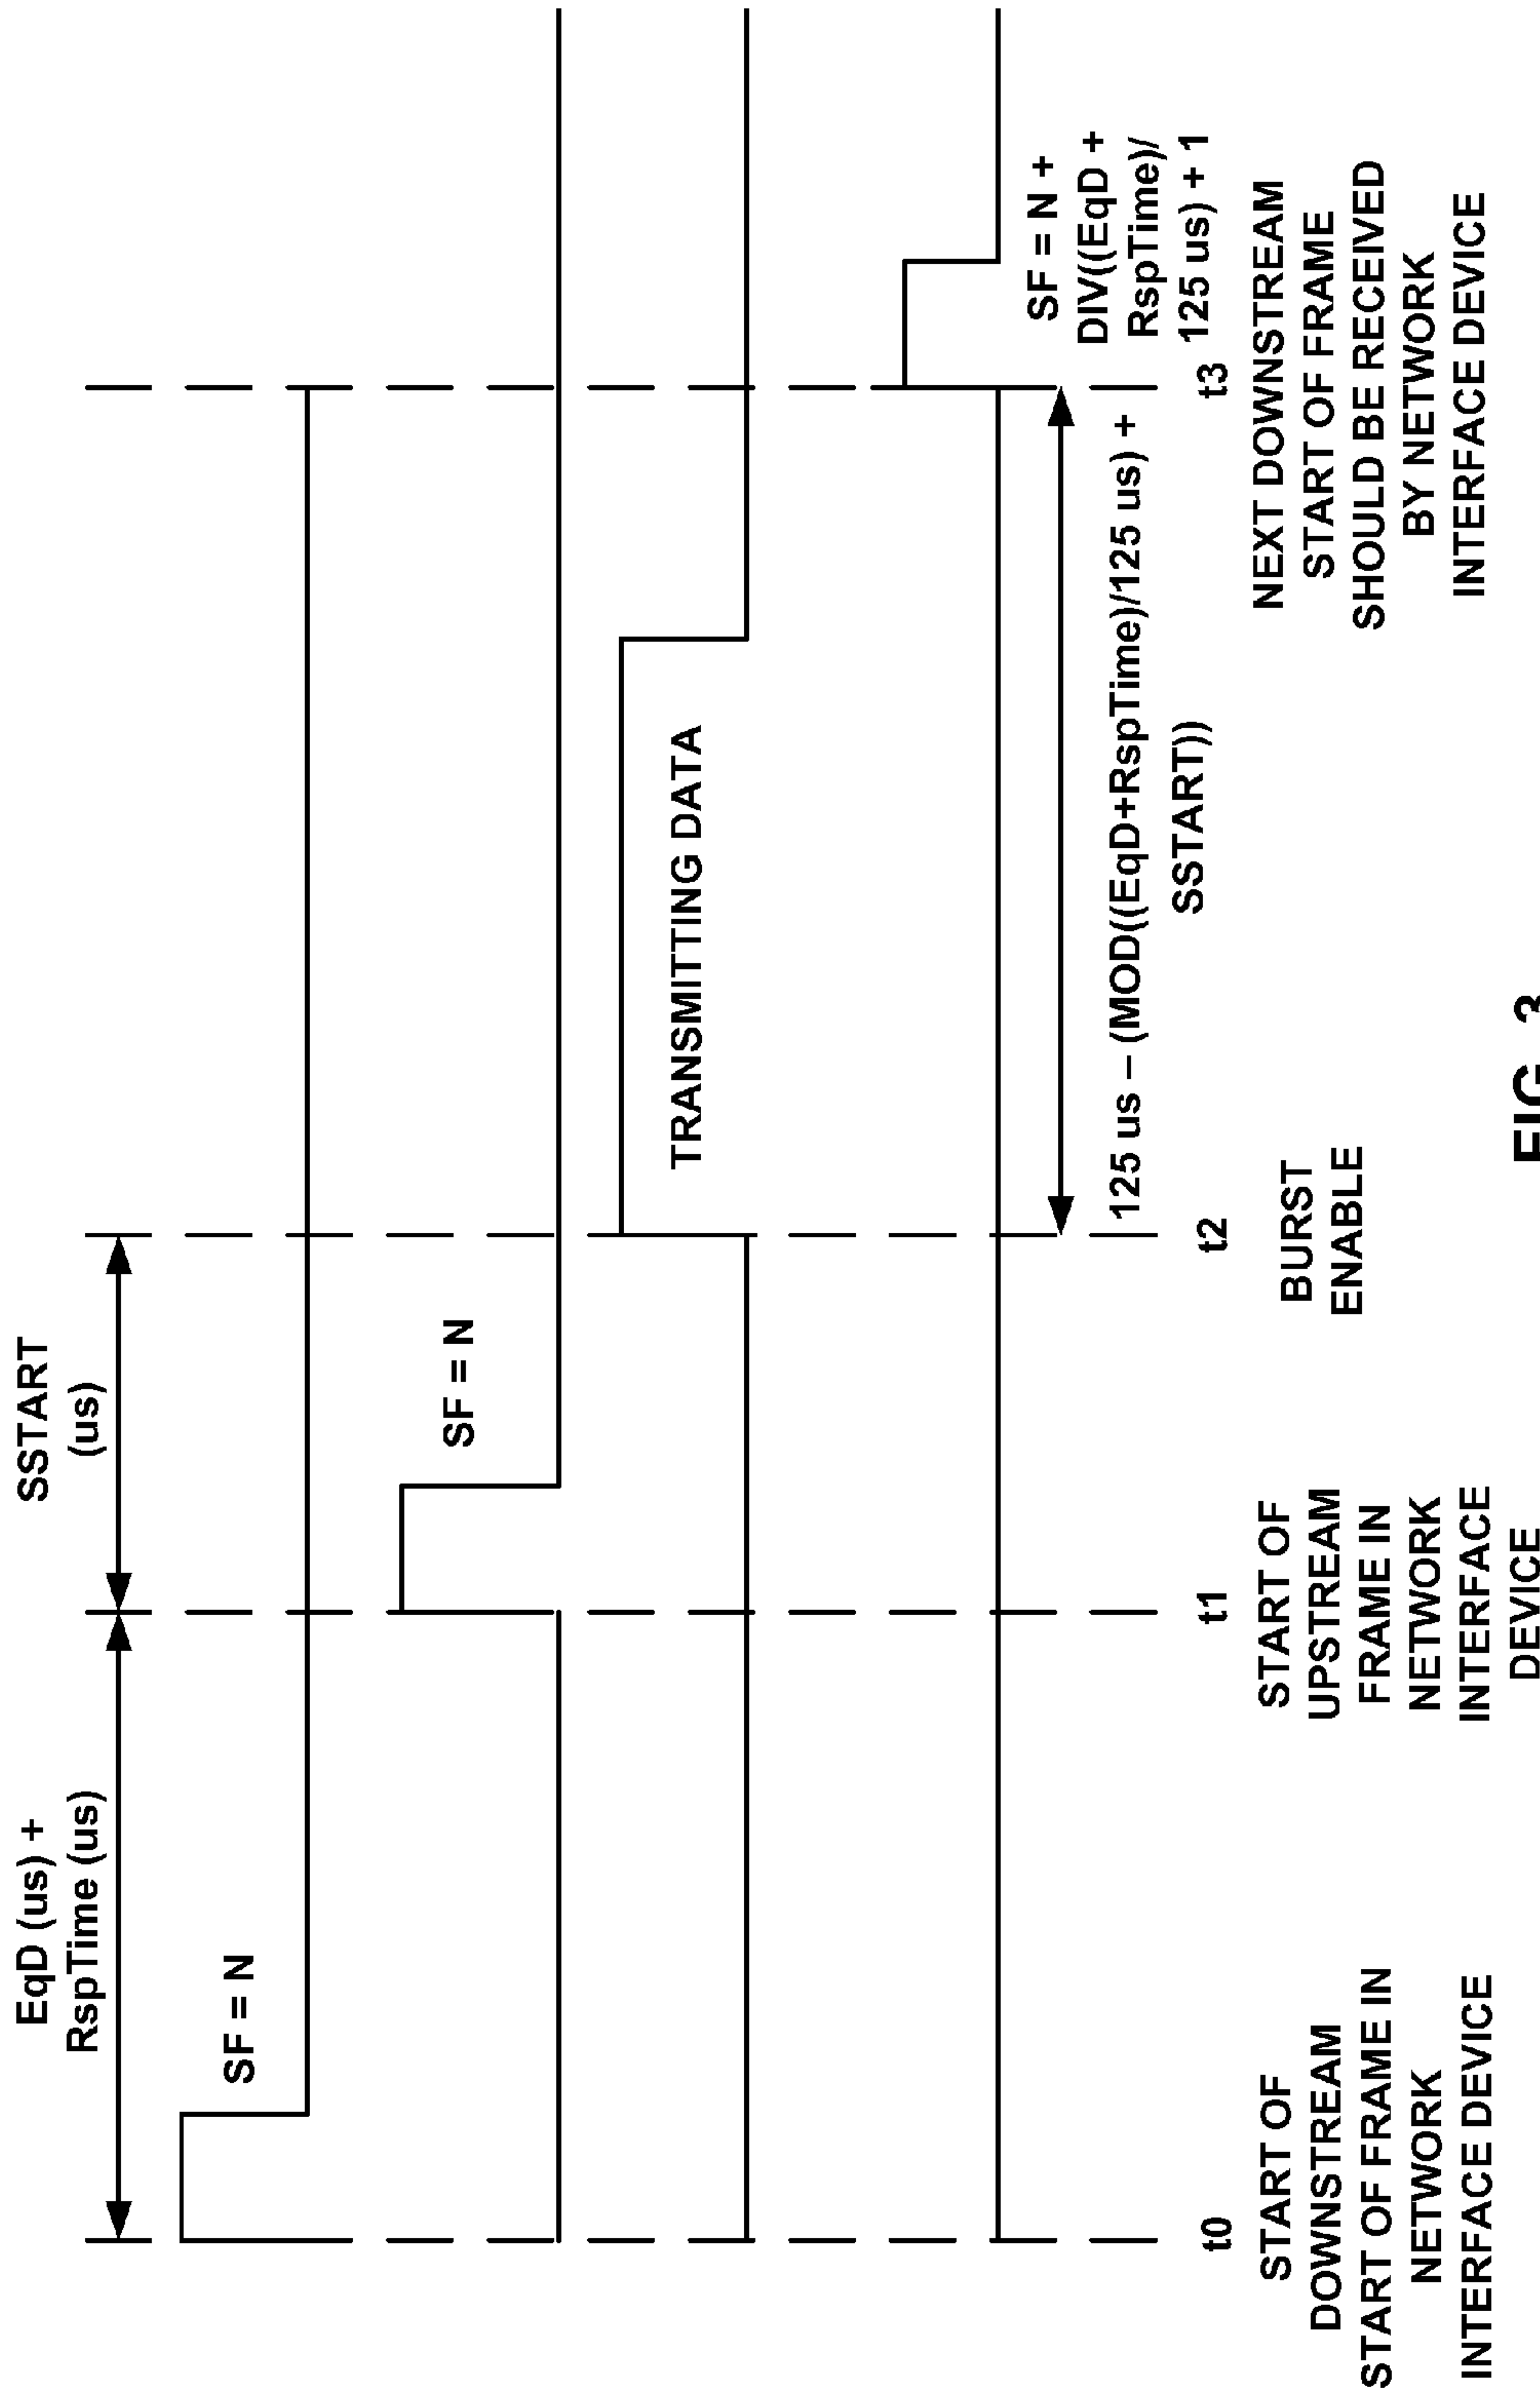 EqD (us) +
RspTime (us)
SSTART
(us)
SF = N
SF = N
TRANSMITTING DATA
125 us – (MOD((EqD+RspTime)/125 us) +
SSTART))
SF = N +
DIV((EqD +
RspTime)/
125 us) + 1
t0
START OF
DOWNSTREAM
START OF FRAME IN
NETWORK
INTERFACE DEVICE
t1
START OF
UPSTREAM
FRAME IN
NETWORK
INTERFACE
DEVICE
t2
BURST
ENABLE
t3
NEXT DOWNSTREAM
START OF FRAME
SHOULD BE RECEIVED
BY NETWORK
INTERFACE DEVICE
FIG. 3